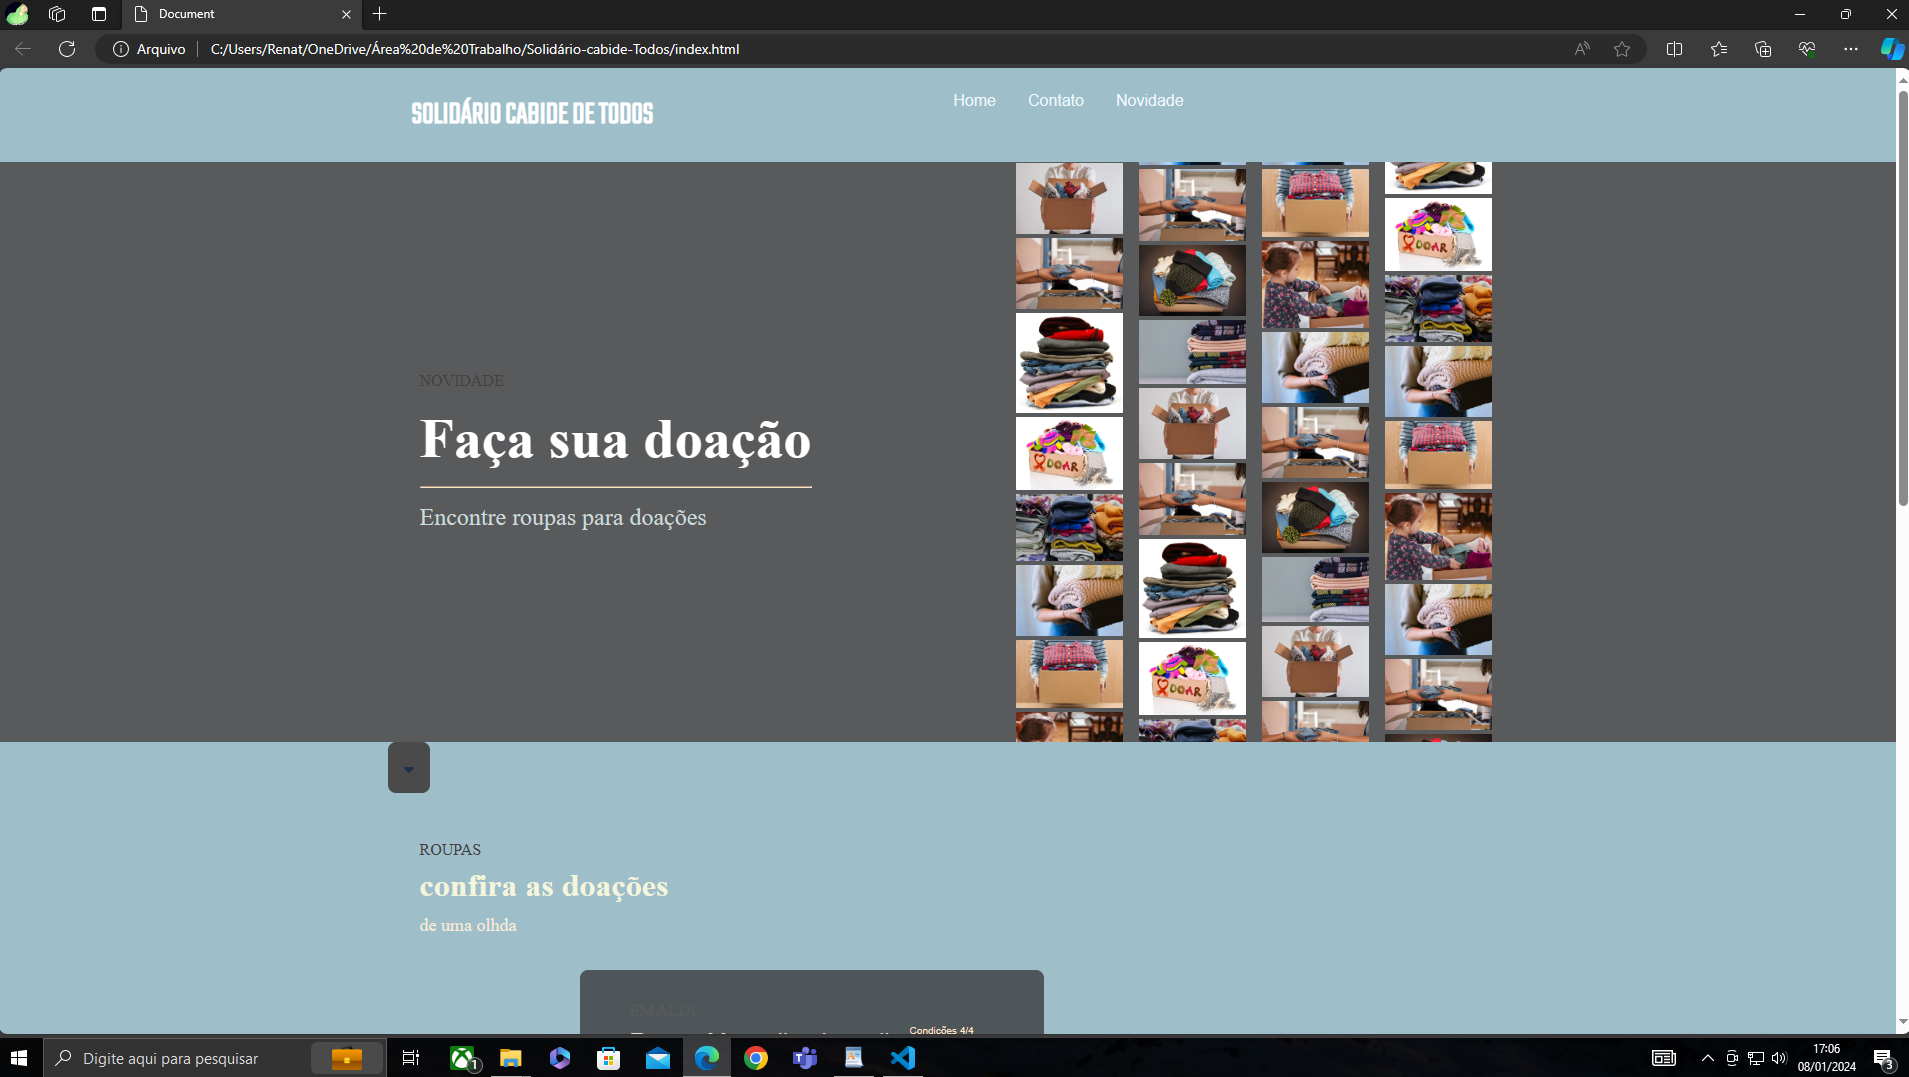 Document
Arquivo
C:/Users/Renat/OneDrive/Área%20de%20Trabalho/Solidário-cabide-Todos/index.html
SOLIDÁRIO CABIDE DE TODOS
Home
Contato
Novidade
DOAR
NOVIDADE
Faça sua doação
DOAR
Encontre roupas para doações
DOAR
ROUPAS
confira as doações
de uma olhda
EM ALTA
Condições 4/4
Digite aqui para pesquisar
1
17:06
08/01/2024
3